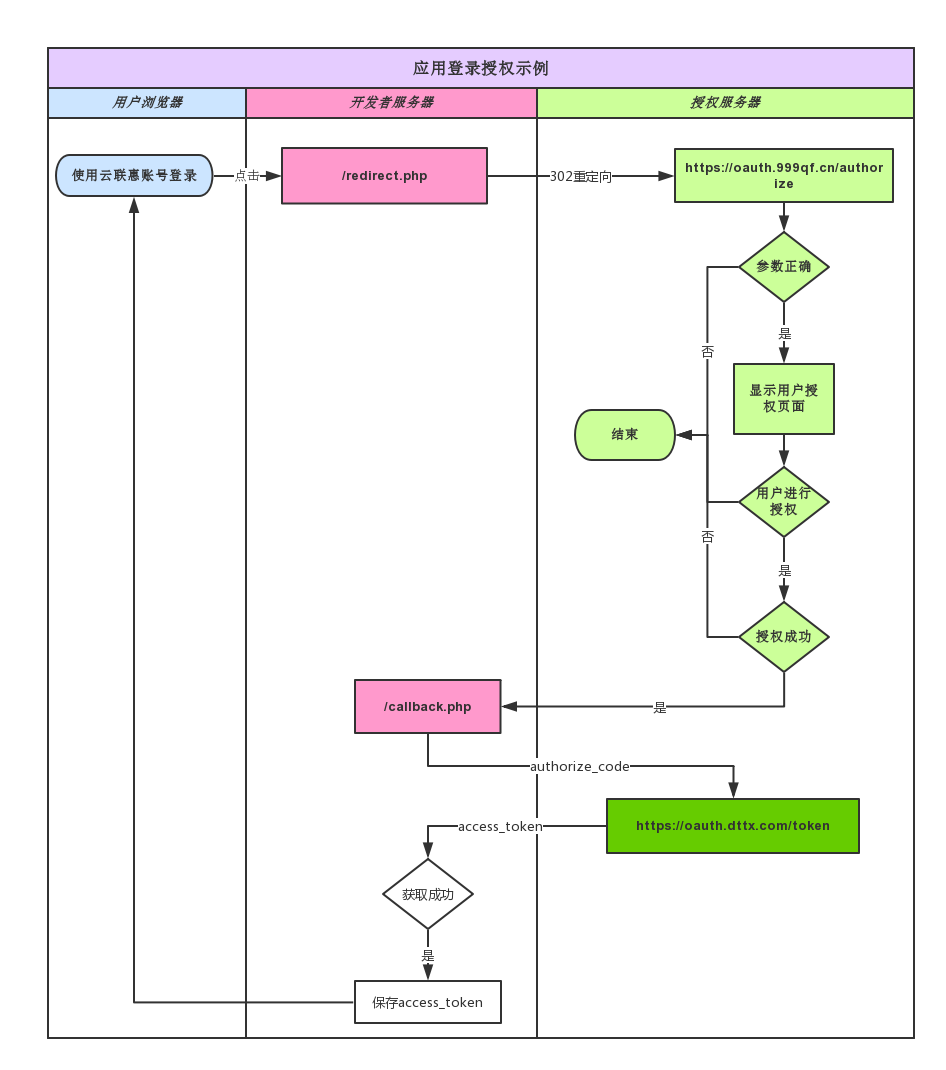 应用登录授权示例
用户浏览器
开发者服务器
授权服务器
使用云联惠账号登录
点击
/redirect.php
302重定向
https://oauth.999qf.cn/author
ize
参数正确
是
否
显示用户授
权页面
结束
用户进行
授权
否
是
授权成功
/callback.php
是
authorize_code
https://oauth.dttx.com/token
access_token
获取成功
是
保存access_token